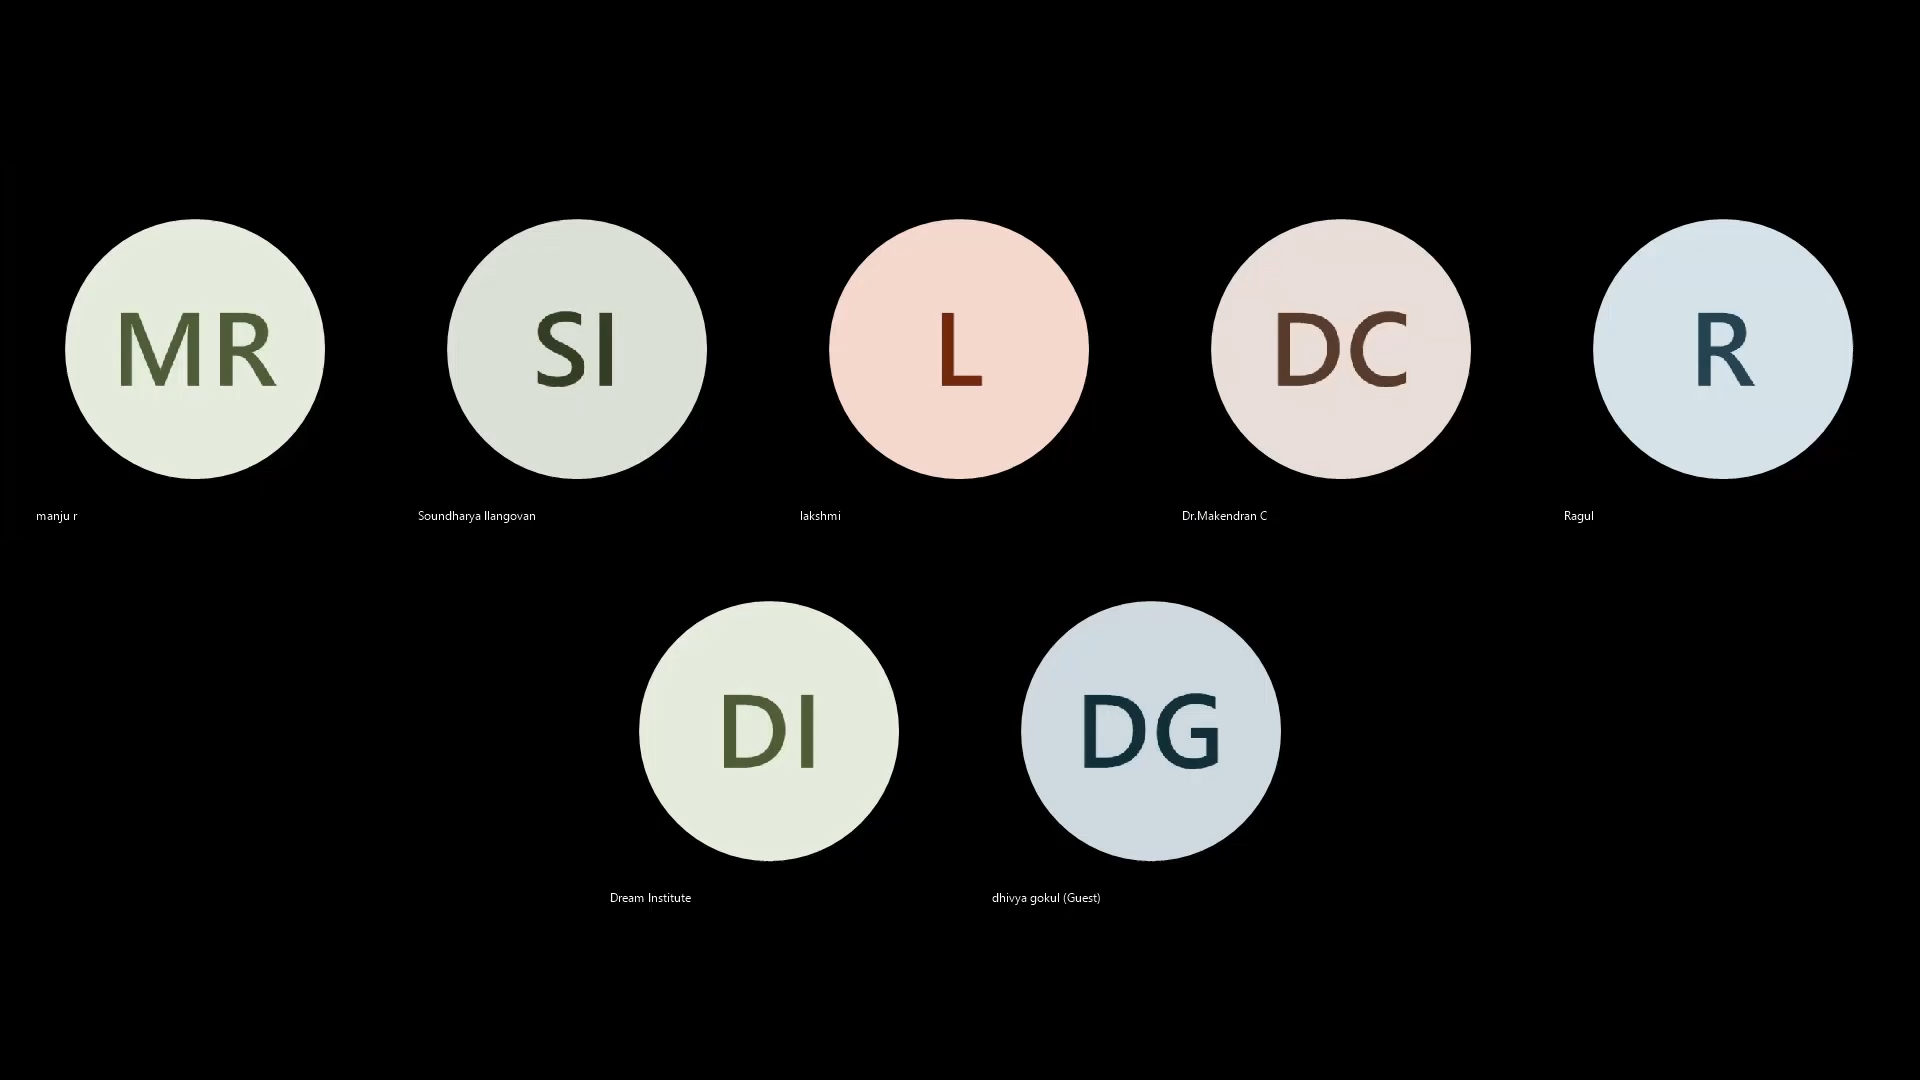 MR
SI
L
DC
R
manju r
Soundharya Ilangovan
lakshmi
Dr.Makendran C
Ragul
DI
DG
Dream Institute
dhivya gokul (Guest)